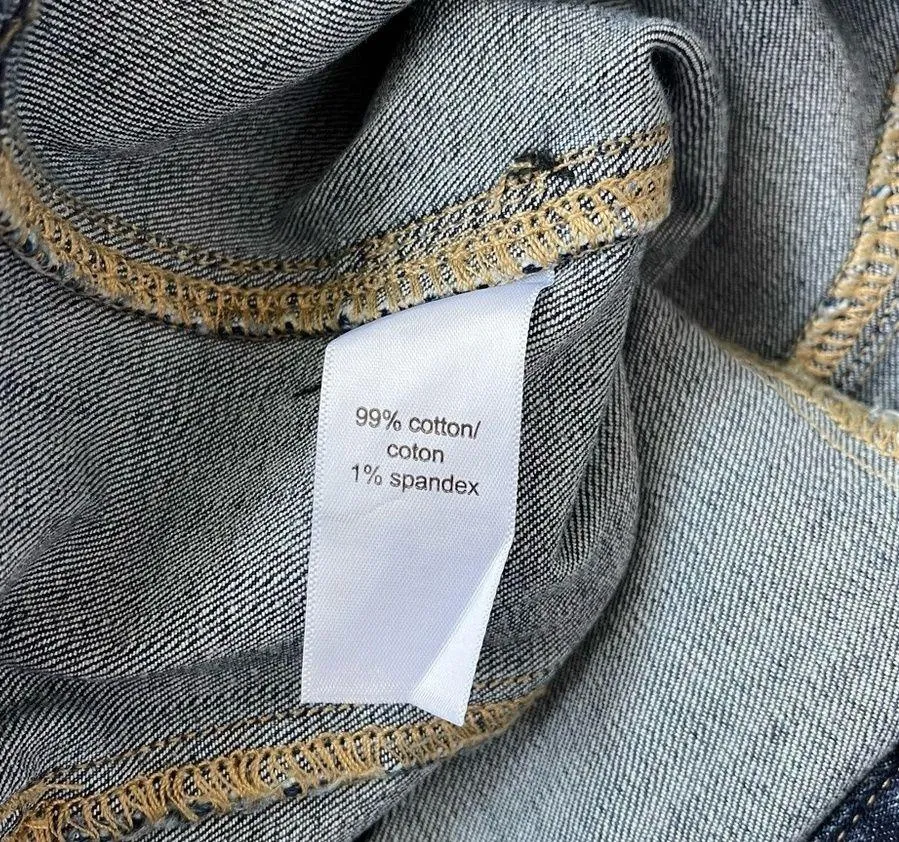 99% cotton/
coton
1% spandex